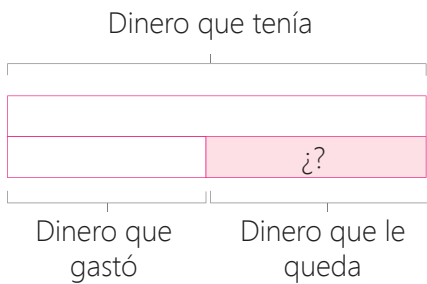 Dinero que tenía
¿?
Dinero que
gastó
Dinero que le
queda